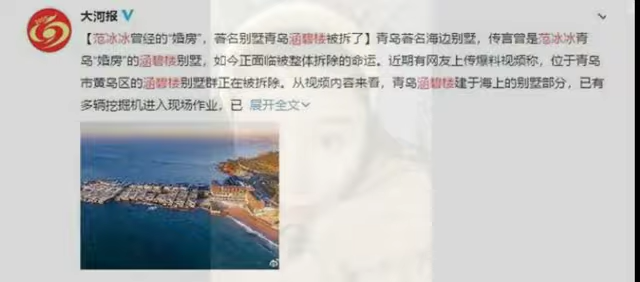 大河报
【范冰冰曾经的“婚房”，著名别墅青岛涵碧楼被拆了】青岛著名海边别墅，传言曾是范冰冰青
岛“婚房”的涵碧楼别墅，如今正面临被整体拆除的命运。近期有网友上传爆料视频称，位于青岛
市黄岛区的涵碧楼别墅群正在被拆除。从视频内容来看，青岛涵碧楼建于海上的别墅部分，已有
多辆挖掘机进入现场作业，已 展开全文